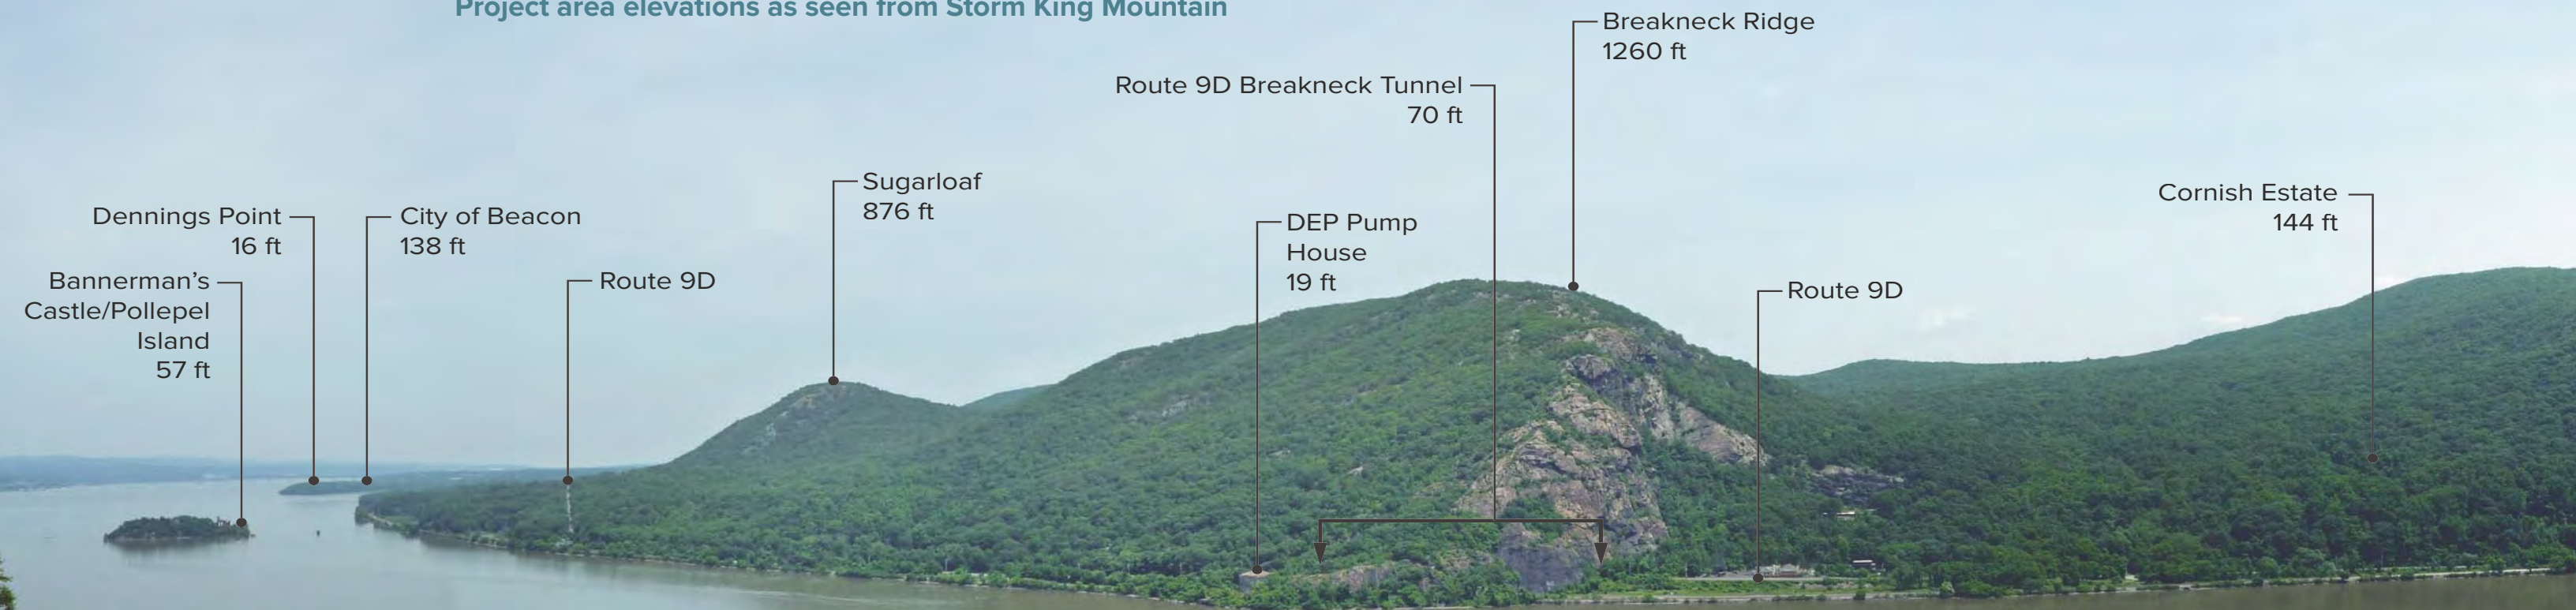 Project area elevations as seen from Storm King Mountain
Breakneck Ridge
1260 ft
Route 9D Breakneck Tunnel
70 ft
Sugarloaf
876 ft
Cornish Estate
144 ft
Dennings Point
16 ft
City of Beacon
138 ft
DEP Pump
House
19 ft
Bannerman’s
Castle/Pollepel
Island
57 ft
Route 9D
Route 9D